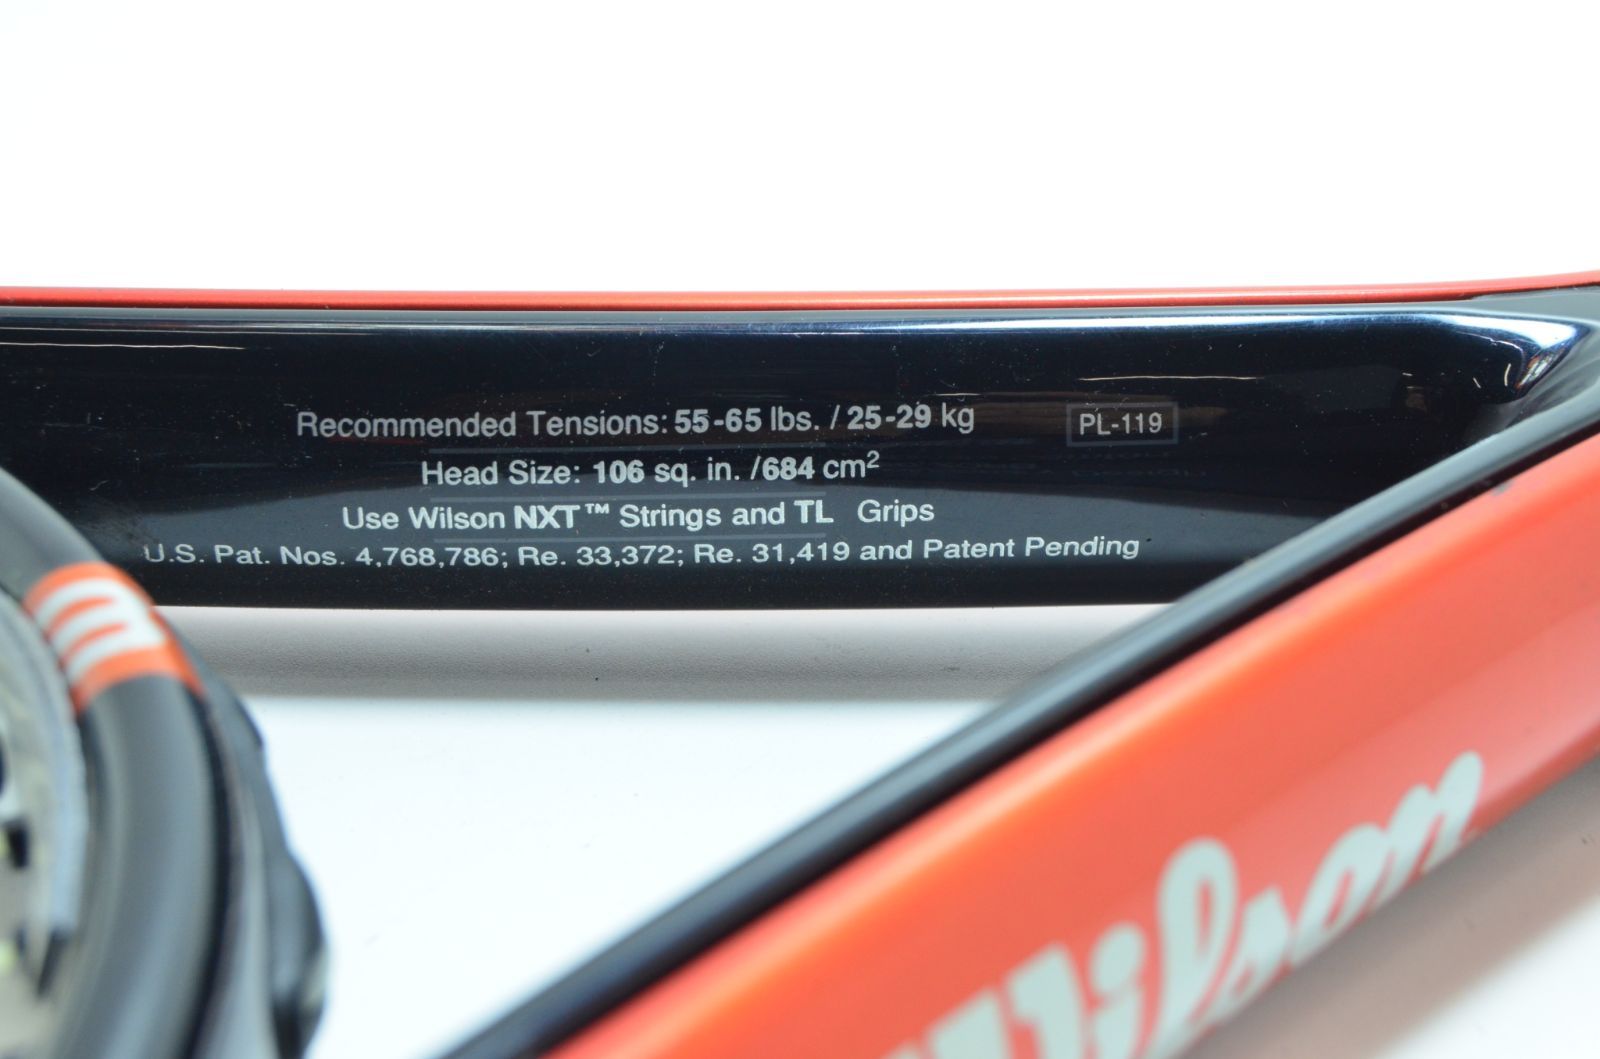 Recommended Tensions: 55-65 lbs. / 25-29 kg
PL-119
Head Size: 106 sq. in. /684 cm²
Use Wilson NXT™ Strings and TL Grips
U.S. Pat. Nos. 4,768,786; Re. 33,372; Re. 31,419 and Patent Pending
Wilson